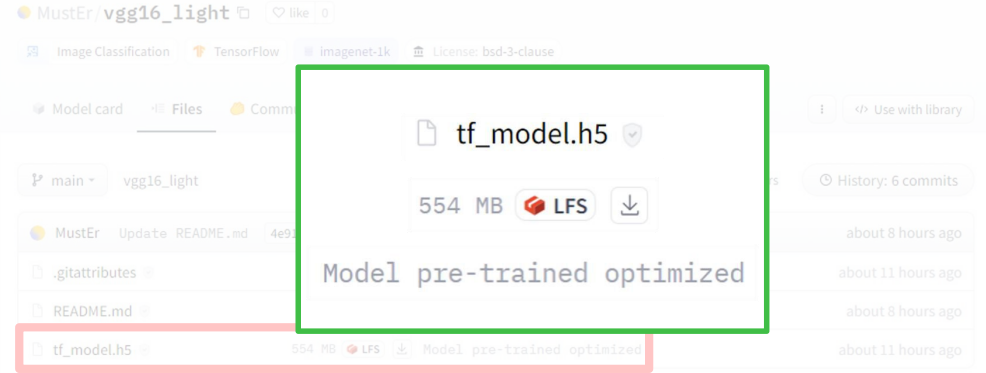 MustEr/vgg16_light like 0
Image Classification TensorFlow imagenet-1k License: bsd-3-clause
Model card Files Comm Use with library
tf_model.h5
main vgg16_light History: 6 commits
554 MB LFS
MustEr Update README.md 4e91 about 8 hours ago
.gitattributes about 11 hours ago
Model pre-trained optimized
README.md about 8 hours ago
tf_model.h5 554 MB LFS Model pre-trained optimized about 11 hours ago